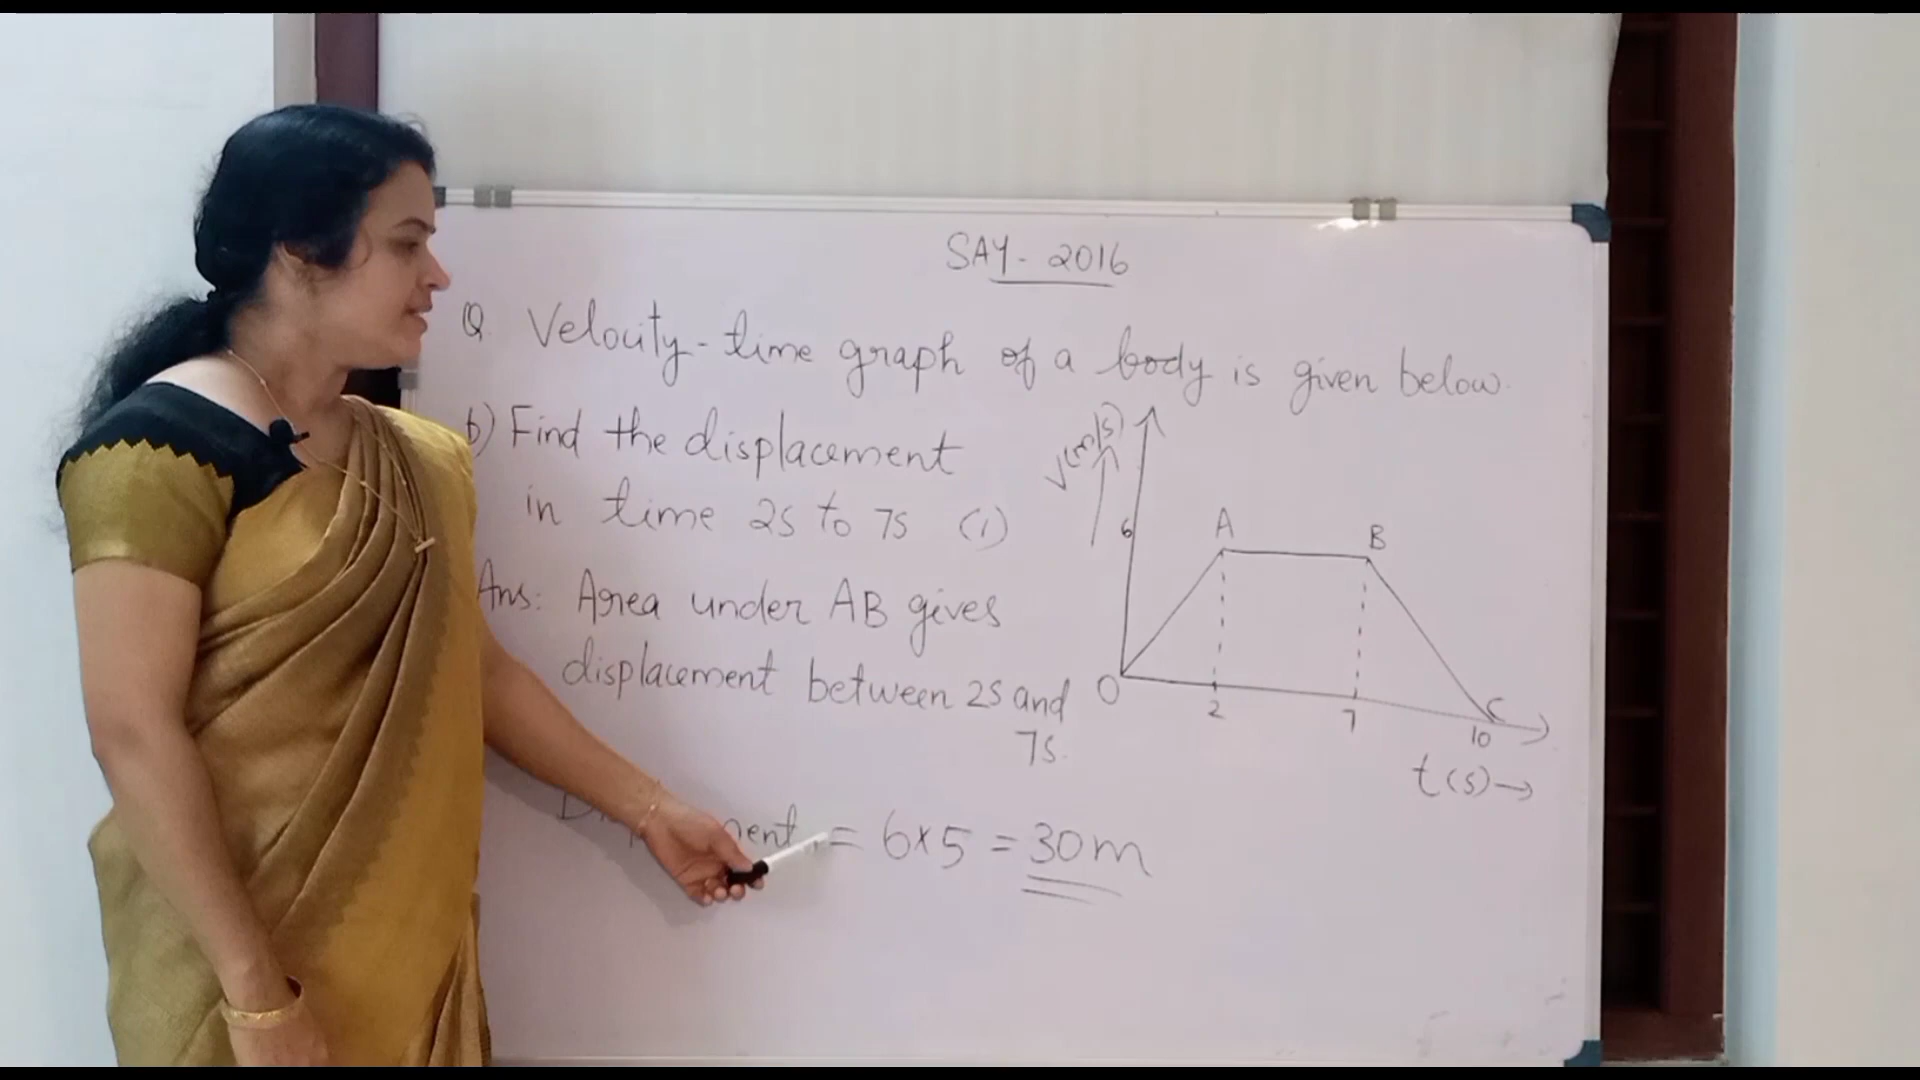 SAY - 2016
Q. Velocity-time graph of a body is given below.
b) Find the displacement
in time 2s to 7s (1)
Ans: Area under AB gives
displacement between 2s and
7s.
= 6x5 = 30m
V(m/s)
6
A
B
O
2
7
10
C
t(s)→